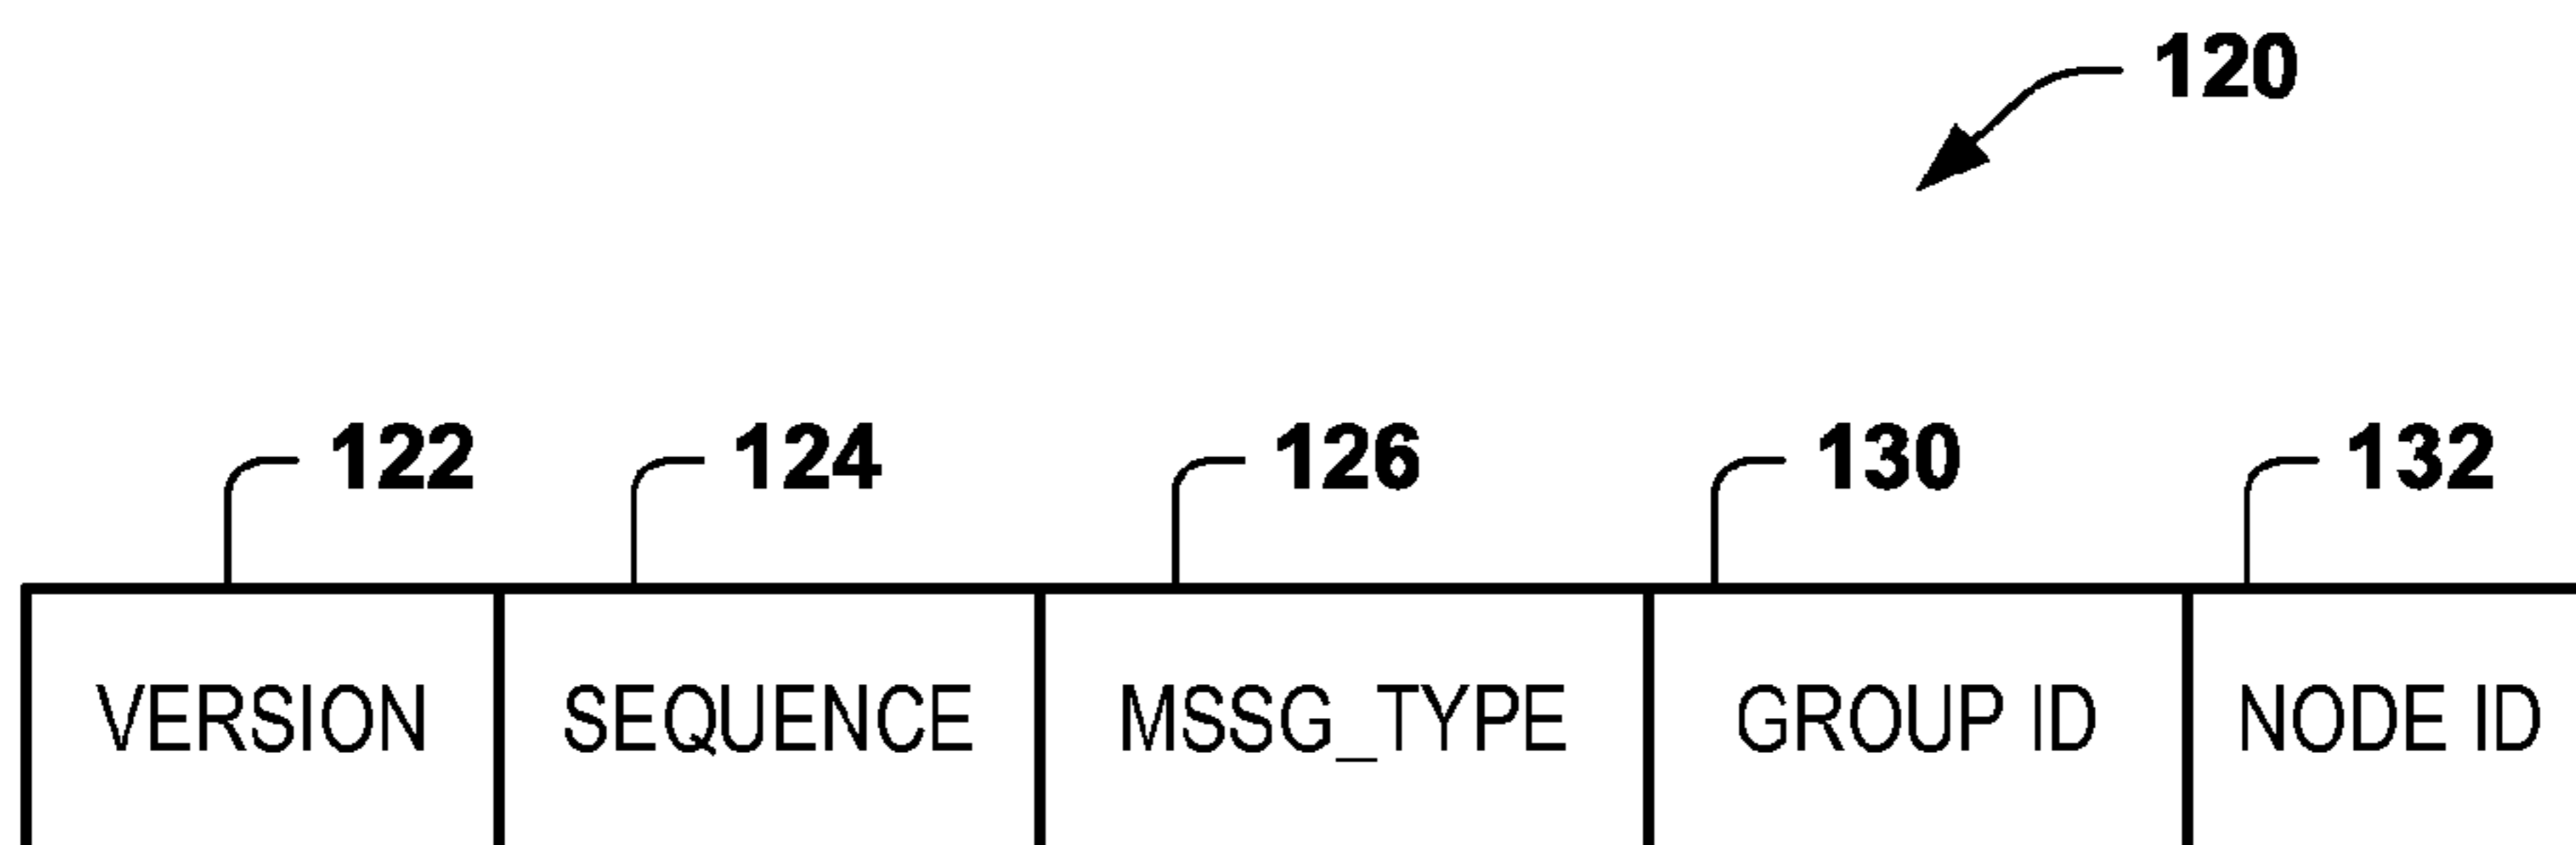 120
122 124 126 130 132
VERSION SEQUENCE MSSG_TYPE GROUP ID NODE ID